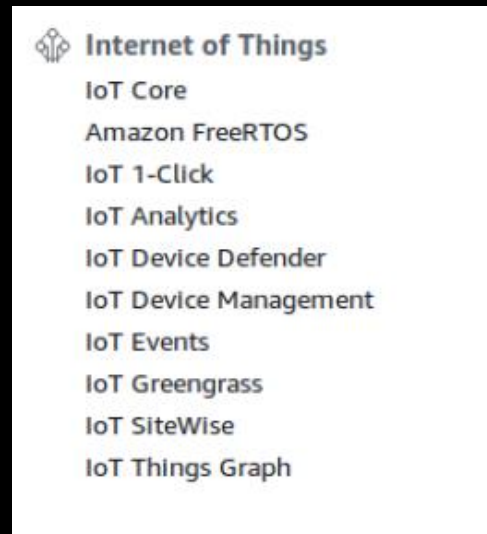 Internet of Things
IoT Core
Amazon FreeRTOS
IoT 1-Click
IoT Analytics
IoT Device Defender
IoT Device Management
IoT Events
IoT Greengrass
IoT SiteWise
IoT Things Graph